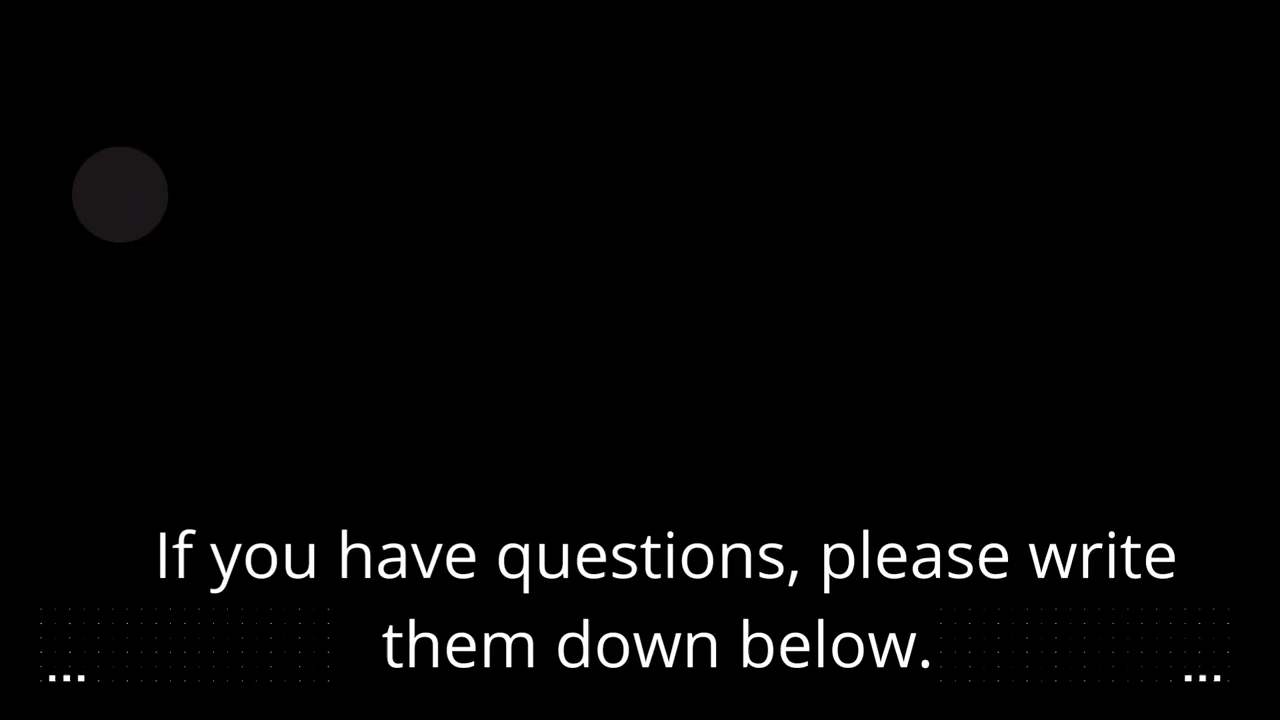 If you have questions, please write
them down below.
... ...